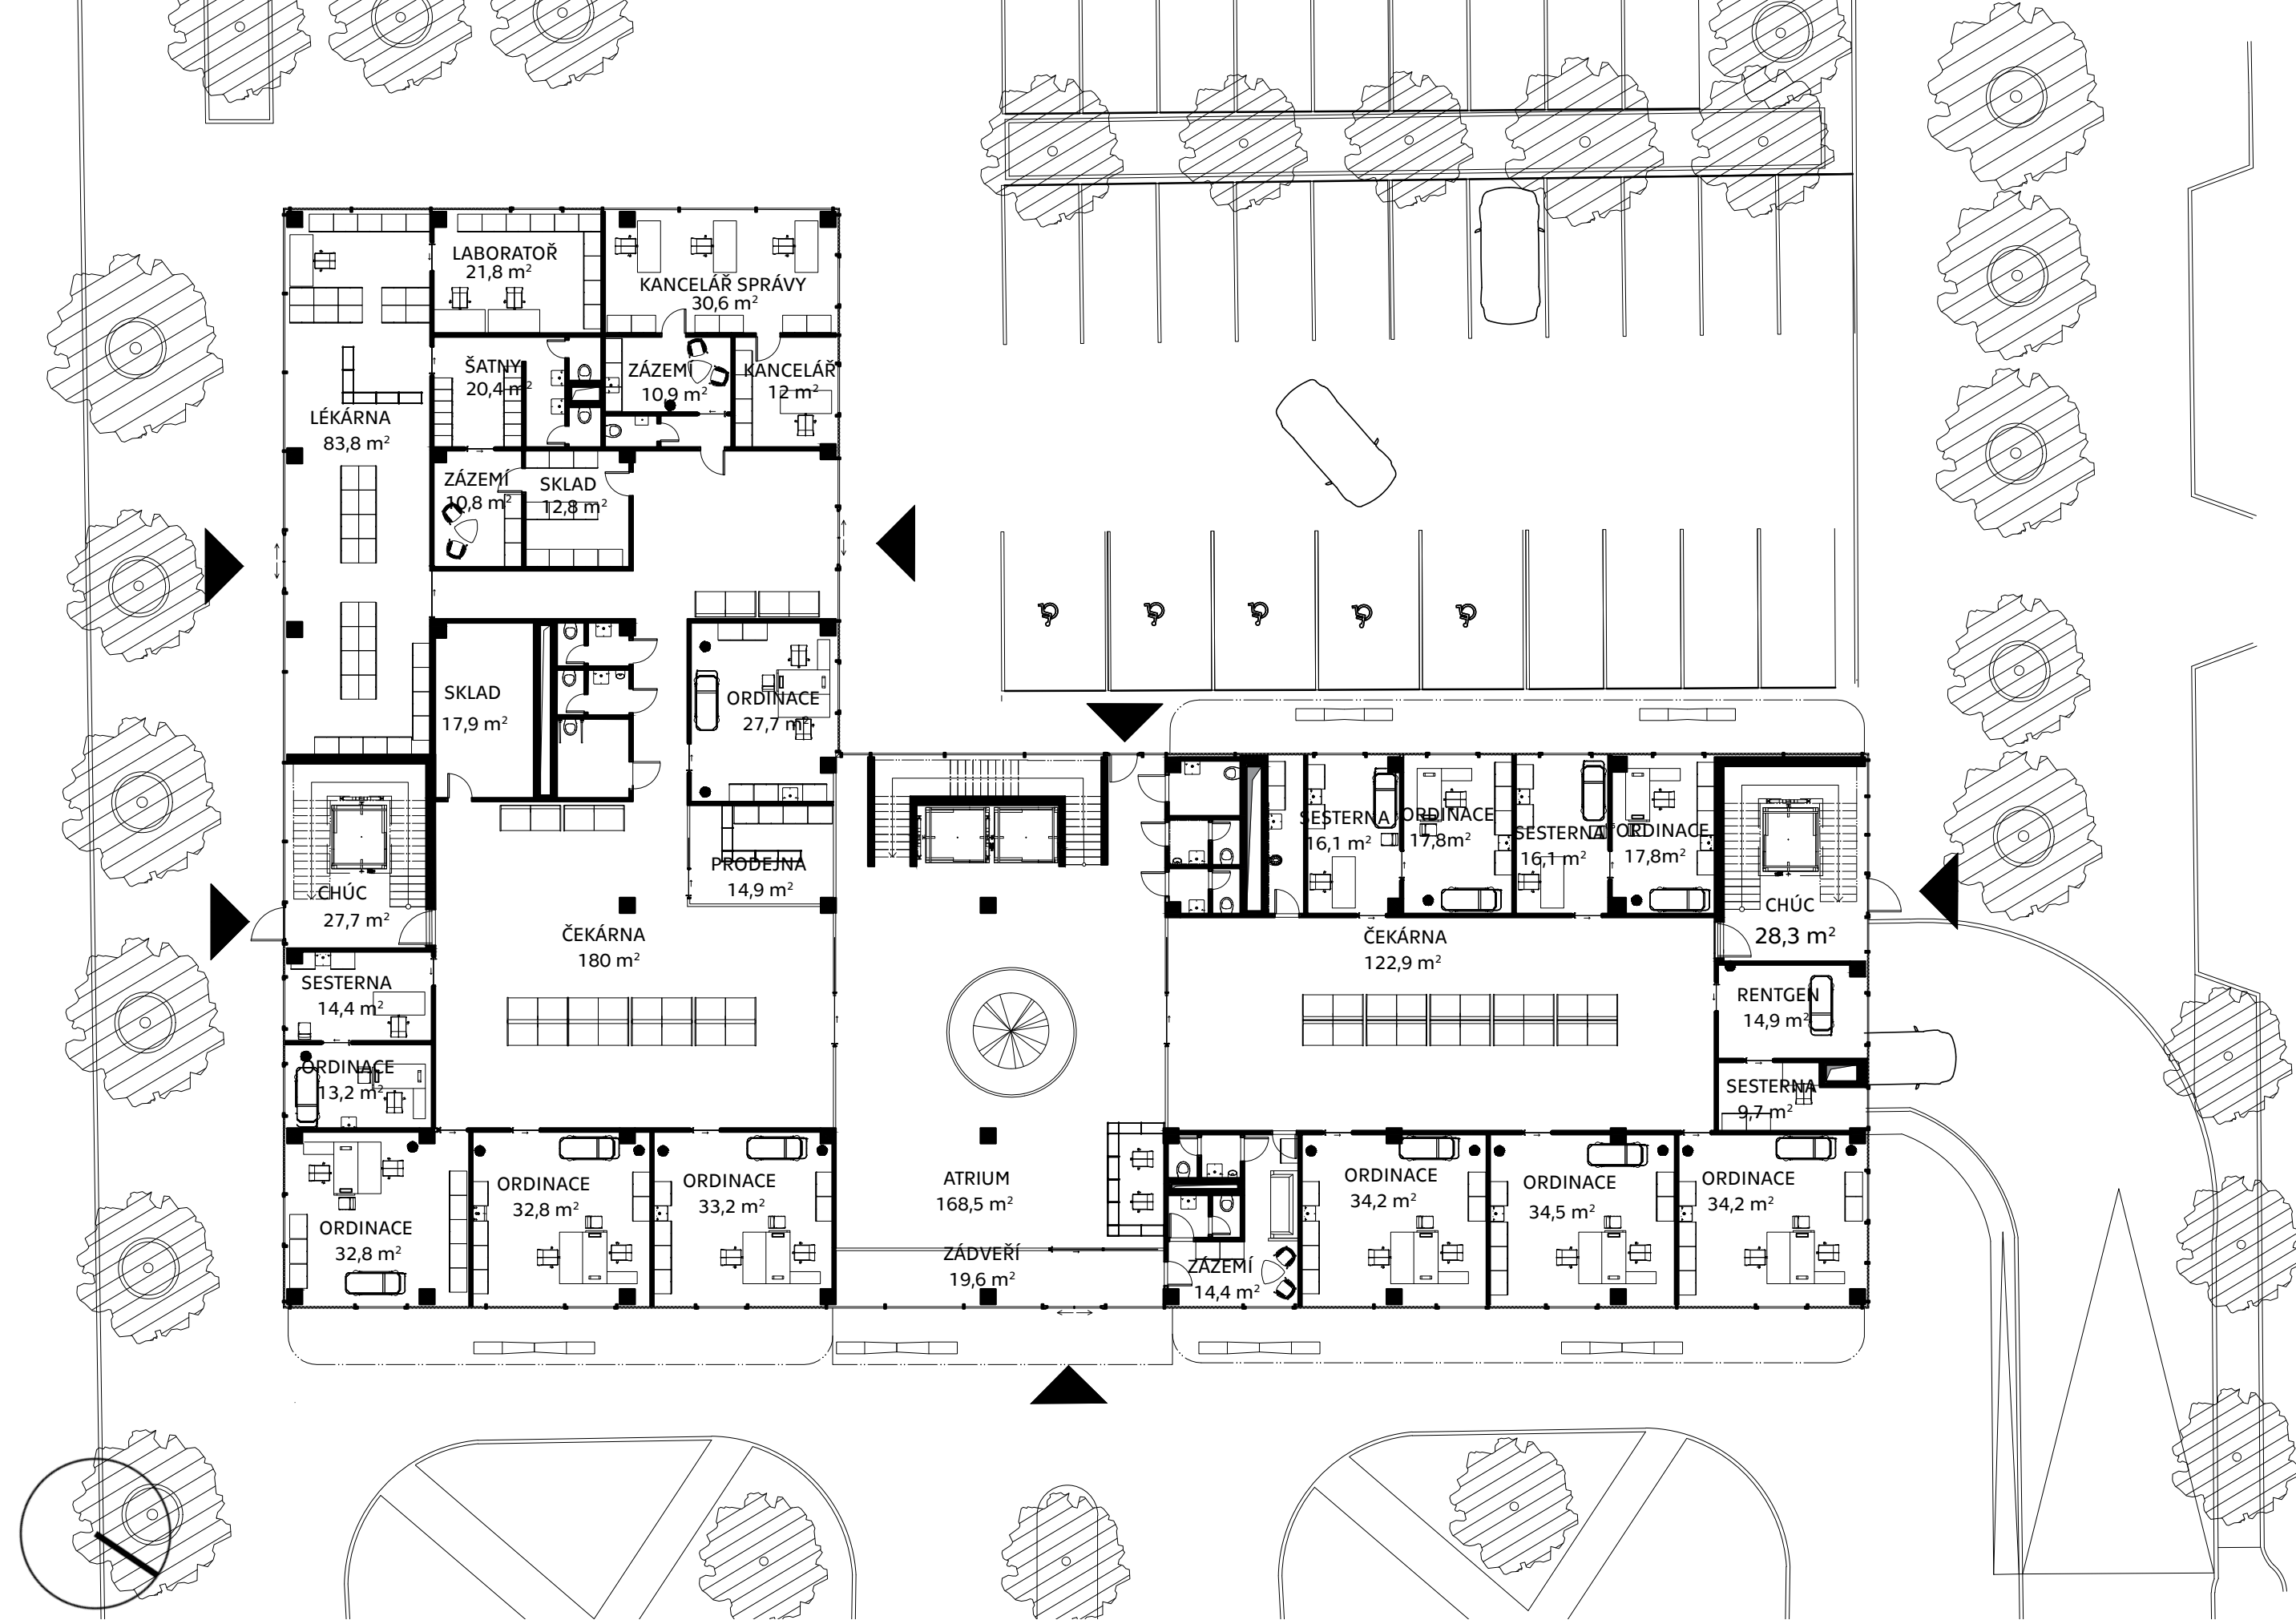 LABORATOŘ
21,8 m²
KANCELÁŘ SPRÁVY
30,6 m²
ŠATNY
20,4 m²
ZÁZEMÍ
10,9 m²
KANCELÁŘ
12 m²
LÉKÁRNA
83,8 m²
ZÁZEMÍ
10,8 m²
SKLAD
12,8 m²
SKLAD
17,9 m²
ORDINACE
27,7 m²
PRODEJNA
14,9 m²
SESTERNA
16,1 m²
ORDINACE
17,8m²
SESTERNA
16,1 m²
ORDINACE
17,8m²
CHÚC
27,7 m²
CHÚC
28,3 m²
ČEKÁRNA
180 m²
ČEKÁRNA
122,9 m²
SESTERNA
14,4 m²
RENTGEN
14,9 m²
ORDINACE
13,2 m²
SESTERNA
9,7 m²
ORDINACE
32,8 m²
ORDINACE
32,8 m²
ORDINACE
33,2 m²
ATRIUM
168,5 m²
ZÁDVEŘÍ
19,6 m²
ZÁZEMÍ
14,4 m²
ORDINACE
34,2 m²
ORDINACE
34,5 m²
ORDINACE
34,2 m²